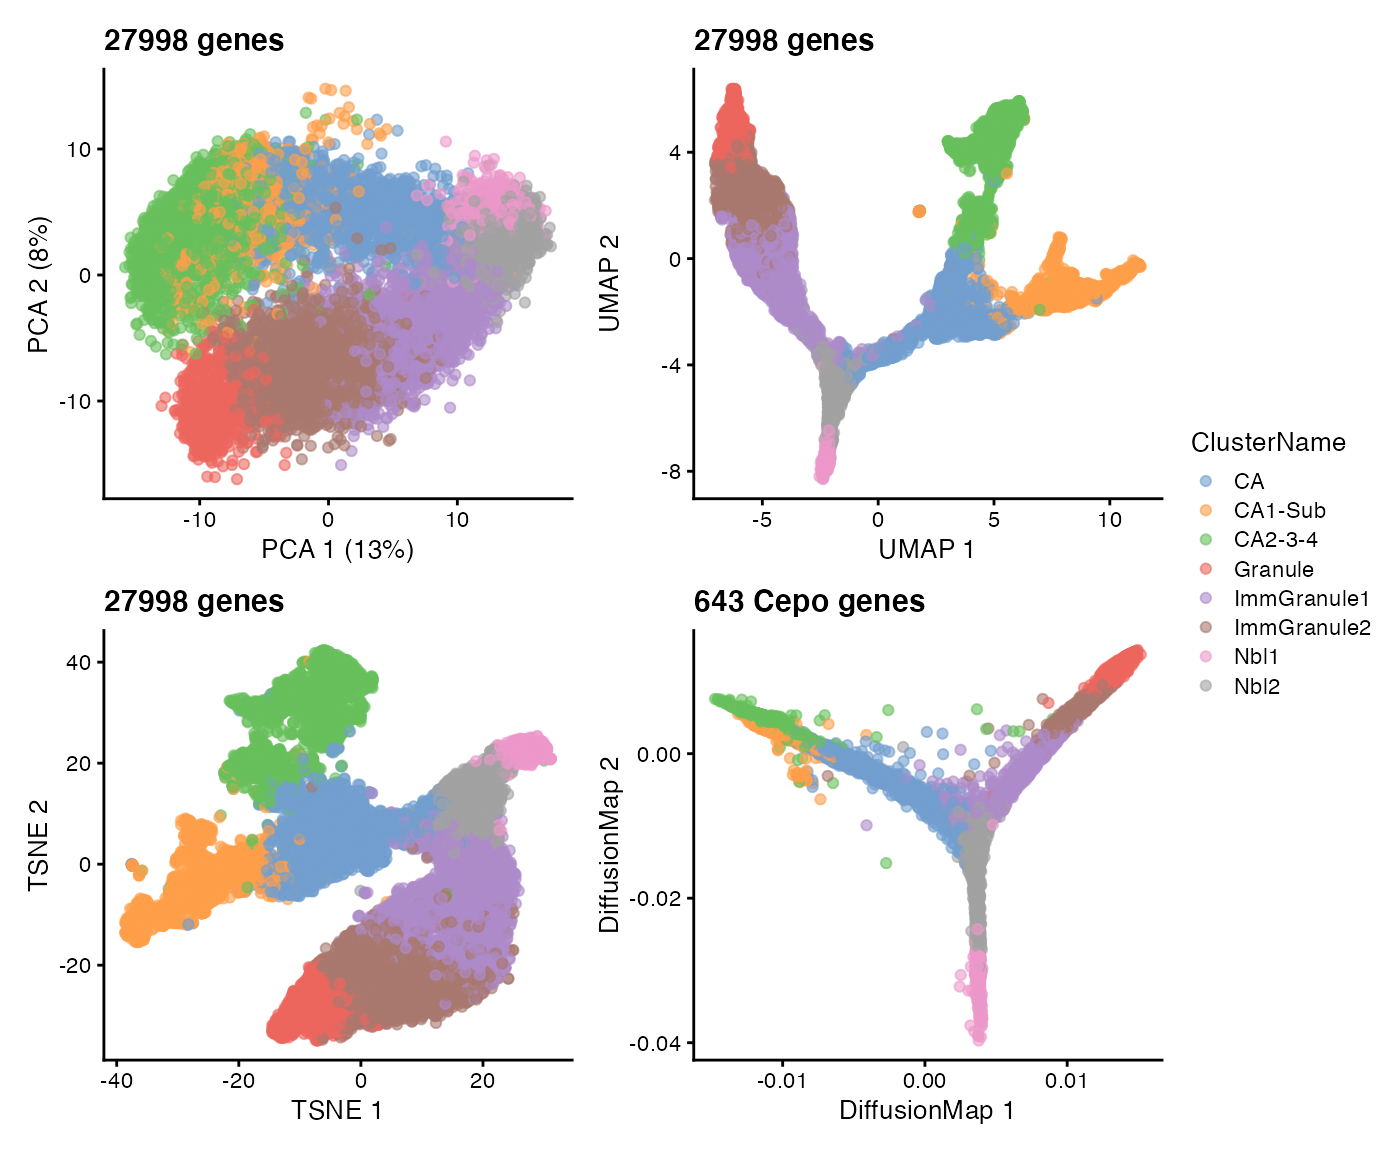 27998 genes
10
0
-10
PCA 2 (8%)
-10
0
10
PCA 1 (13%)
27998 genes
4
0
-4
-8
UMAP 2
-5
0
5
10
UMAP 1
27998 genes
40
20
0
-20
TSNE 2
-40
-20
0
20
TSNE 1
643 Cepo genes
0.00
-0.02
-0.04
DiffusionMap 2
-0.01
0.00
0.01
DiffusionMap 1
ClusterName
CA
CA1-Sub
CA2-3-4
Granule
ImmGranule1
ImmGranule2
Nbl1
Nbl2